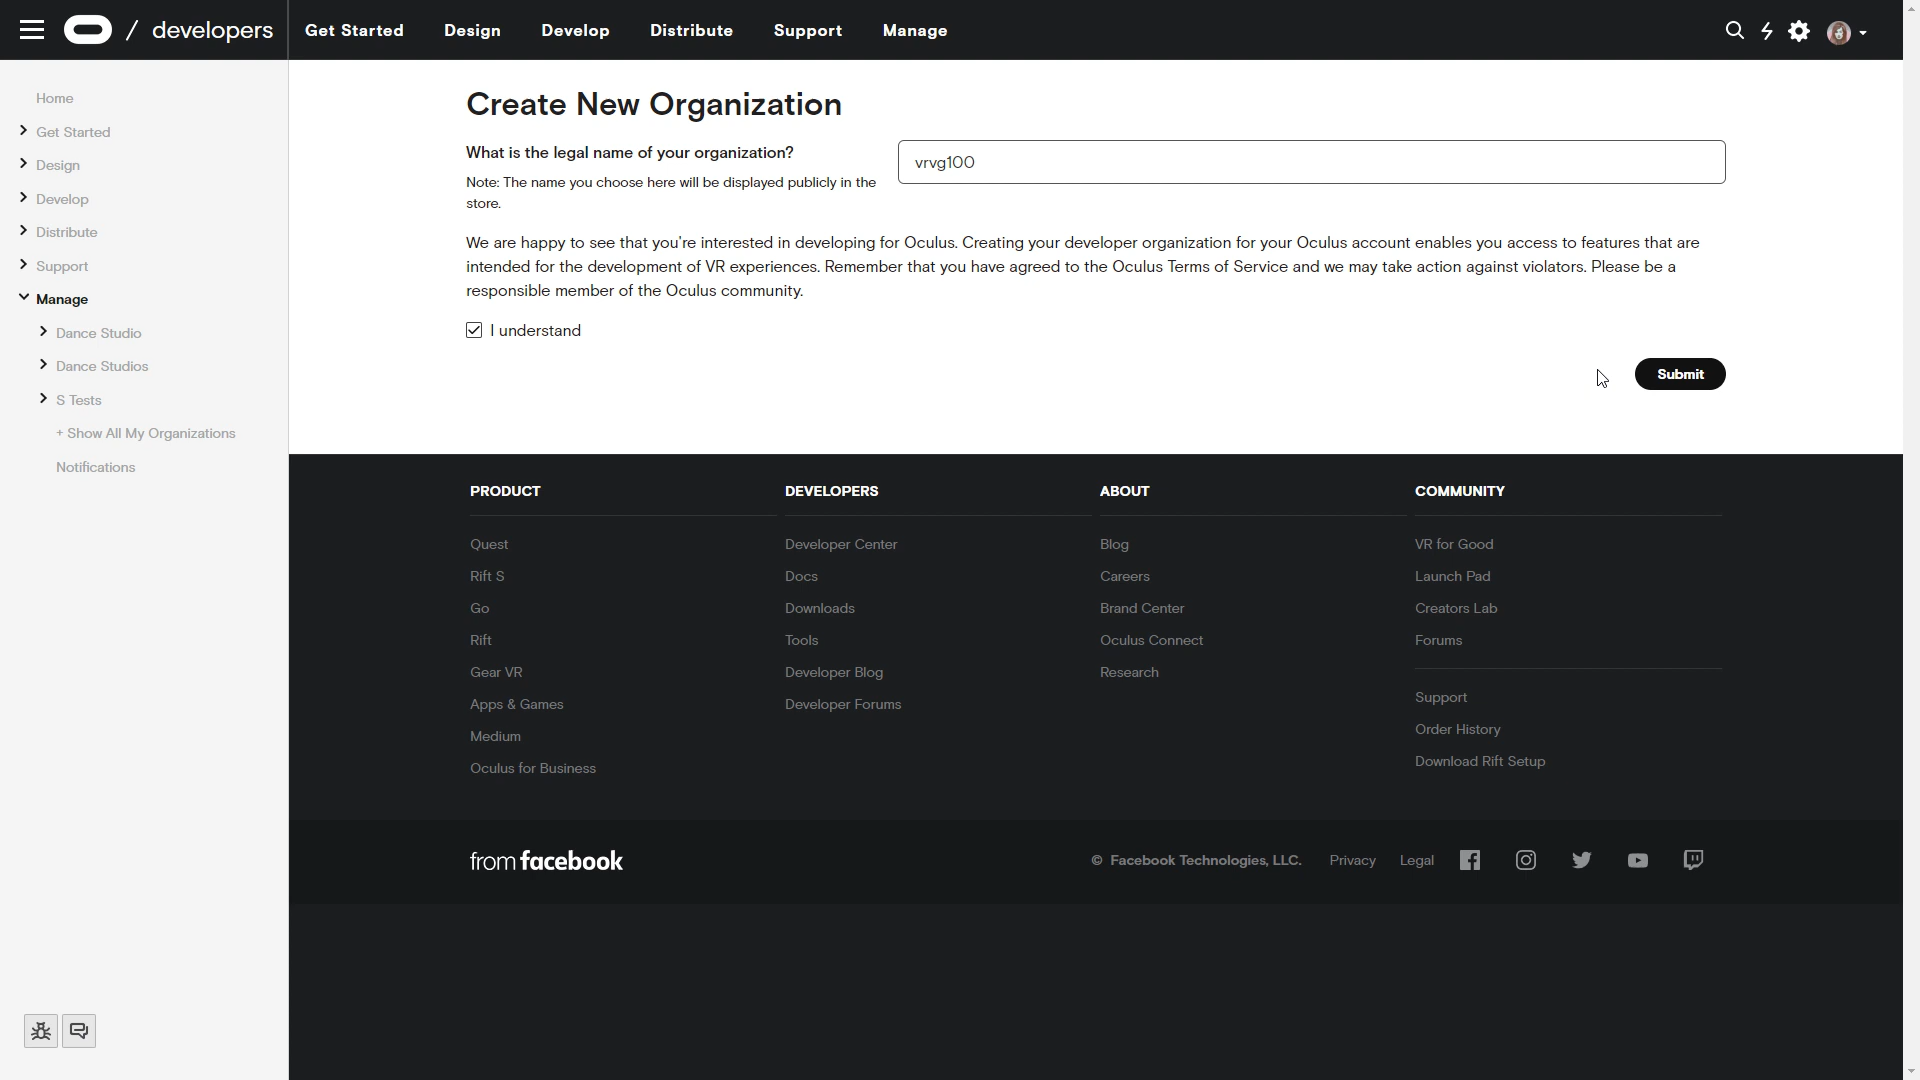 / developers
Get Started
Design
Develop
Distribute
Support
Manage
Home
Get Started
Design
Develop
Distribute
Support
Manage
Dance Studio
Dance Studios
S Tests
+ Show All My Organizations
Notifications
Create New Organization
What is the legal name of your organization?
Note: The name you choose here will be displayed publicly in the
store.
vrvg100
We are happy to see that you're interested in developing for Oculus. Creating your developer organization for your Oculus account enables you access to features that are
intended for the development of VR experiences. Remember that you have agreed to the Oculus Terms of Service and we may take action against violators. Please be a
responsible member of the Oculus community.
I understand
Submit
PRODUCT
Quest
Rift S
Go
Rift
Gear VR
Apps & Games
Medium
Oculus for Business
DEVELOPERS
Developer Center
Docs
Downloads
Tools
Developer Blog
Developer Forums
ABOUT
Blog
Careers
Brand Center
Oculus Connect
Research
COMMUNITY
VR for Good
Launch Pad
Creators Lab
Forums
Support
Order History
Download Rift Setup
from facebook
© Facebook Technologies, LLC.
Privacy
Legal